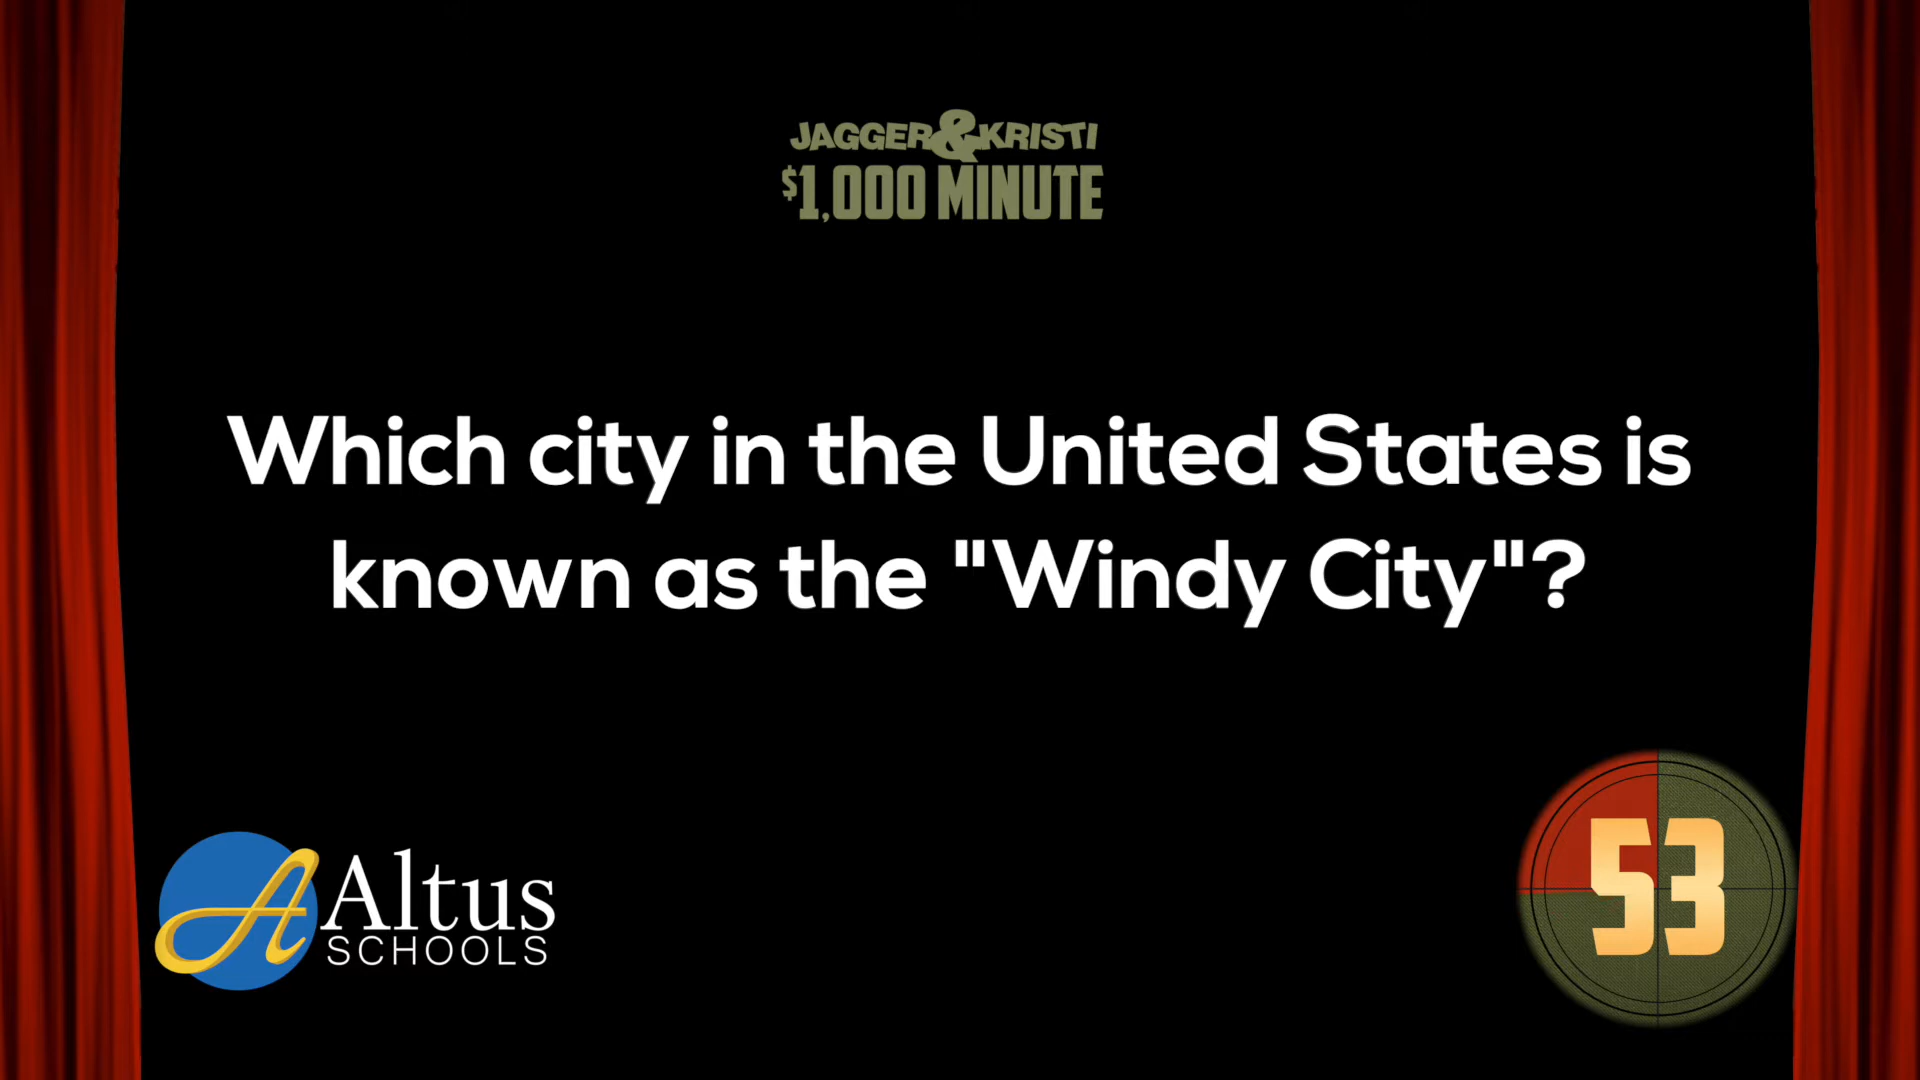 JAGGER&KRISTI
$1,000 MINUTE
Which city in the United States is
known as the "Windy City"?
Altus
SCHOOLS
53